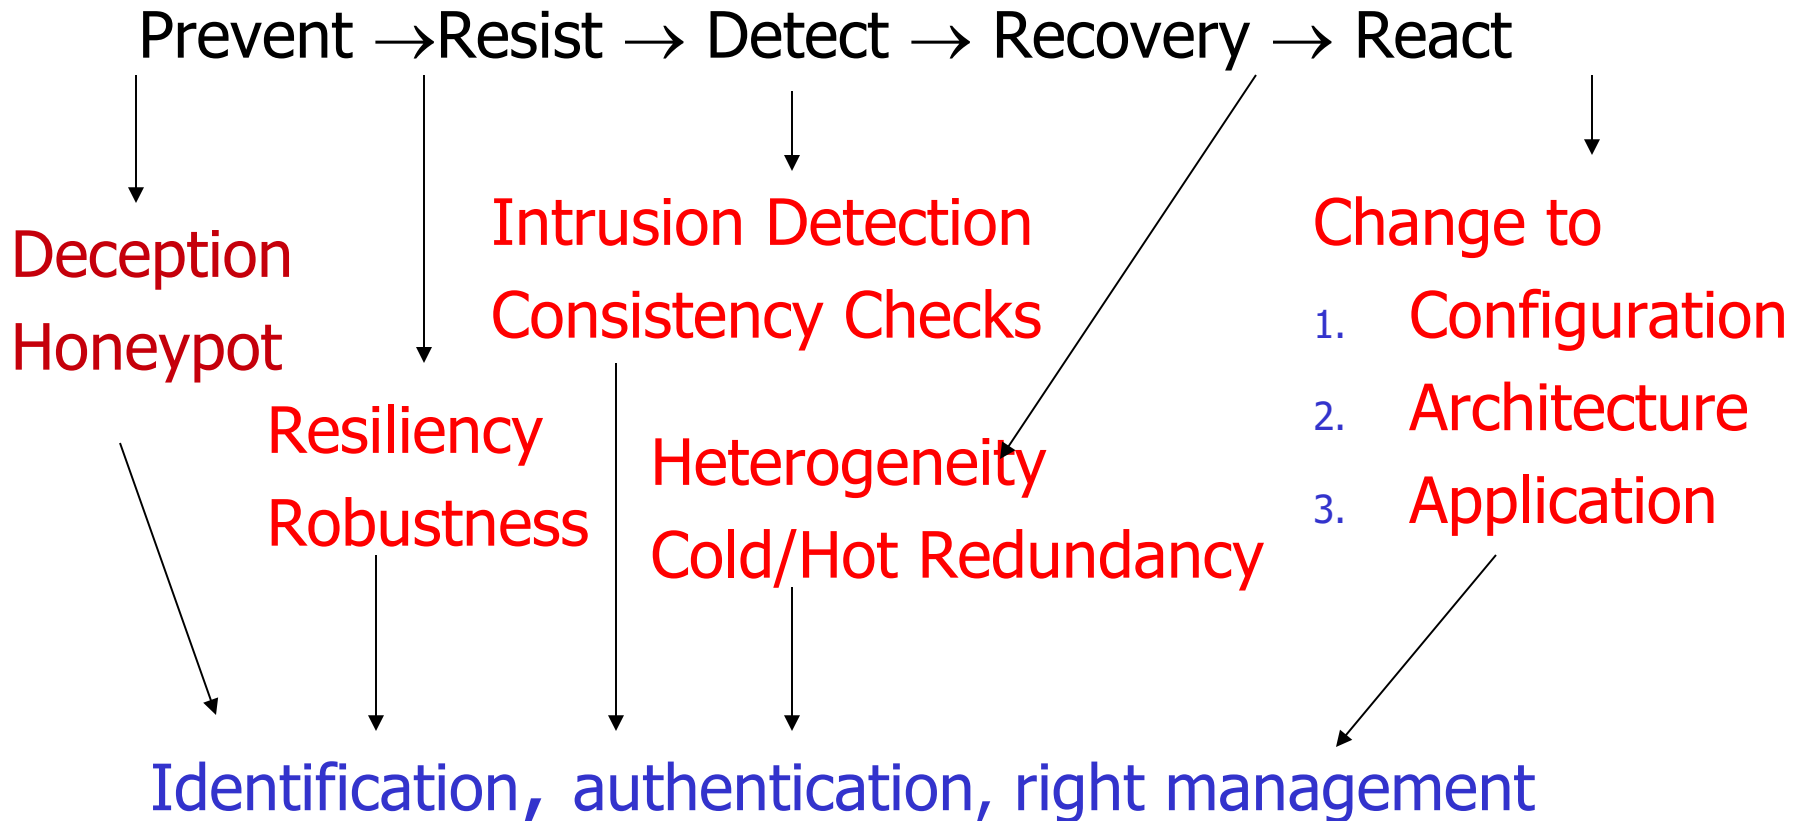 Prevent →Resist → Detect → Recovery → React
Deception
Honeypot
Resiliency
Robustness
Intrusion Detection
Consistency Checks
Heterogeneity
Cold/Hot Redundancy
Change to
1. Configuration
2. Architecture
3. Application
Identification, authentication, right management